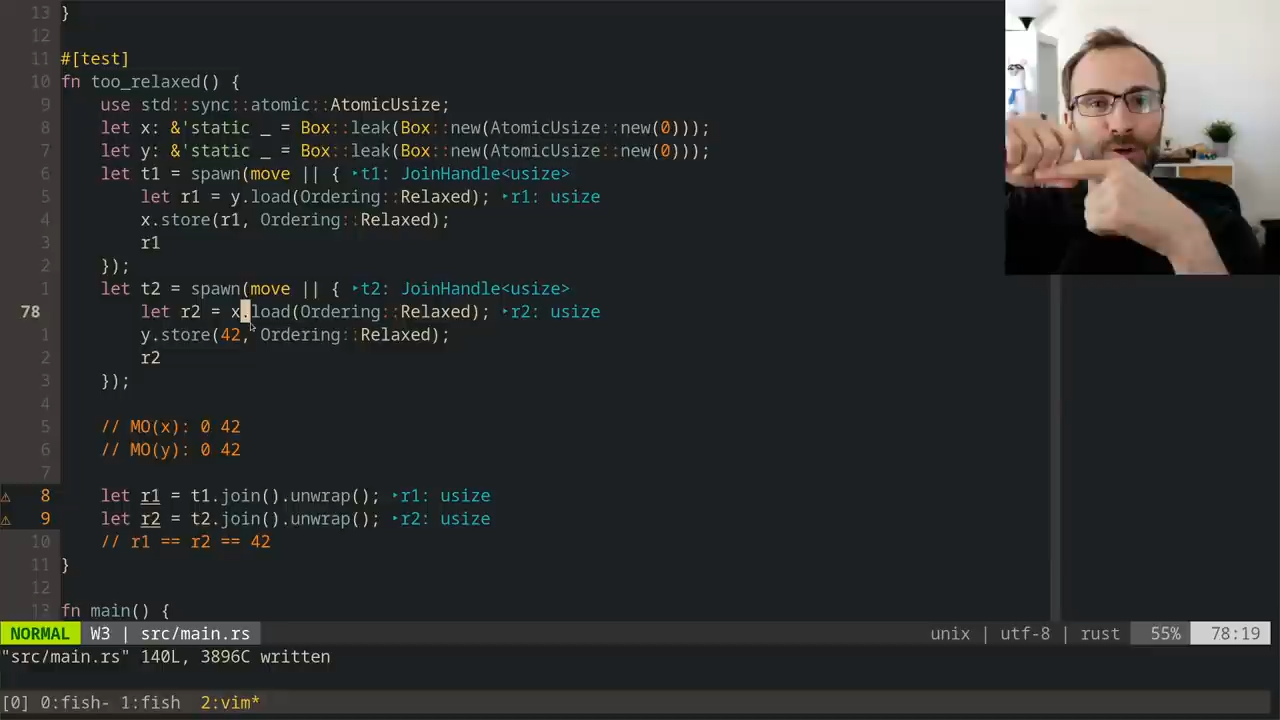 13 }
12
11 #[test]
10 fn too_relaxed() {
9 use std::sync::atomic::AtomicUsize;
8 let x: &'static _ = Box::leak(Box::new(AtomicUsize::new(0)));
7 let y: &'static _ = Box::leak(Box::new(AtomicUsize::new(0)));
6 let t1 = spawn(move || { ‣t1: JoinHandle<usize>
5 let r1 = y.load(Ordering::Relaxed); ‣r1: usize
4 x.store(r1, Ordering::Relaxed);
3 r1
2 });
1 let t2 = spawn(move || { ‣t2: JoinHandle<usize>
78 let r2 = x.load(Ordering::Relaxed); ‣r2: usize
1 y.store(42, Ordering::Relaxed);
2 r2
3 });
4
5 // MO(x): 0 42
6 // MO(y): 0 42
7
⚠ 8 let r1 = t1.join().unwrap(); ‣r1: usize
⚠ 9 let r2 = t2.join().unwrap(); ‣r2: usize
10 // r1 == r2 == 42
11 }
12
13 fn main() {
NORMAL W3 | src/main.rs unix | utf-8 | rust 55% 78:19
"src/main.rs" 140L, 3896C written
[0] 0:fish- 1:fish 2:vim*